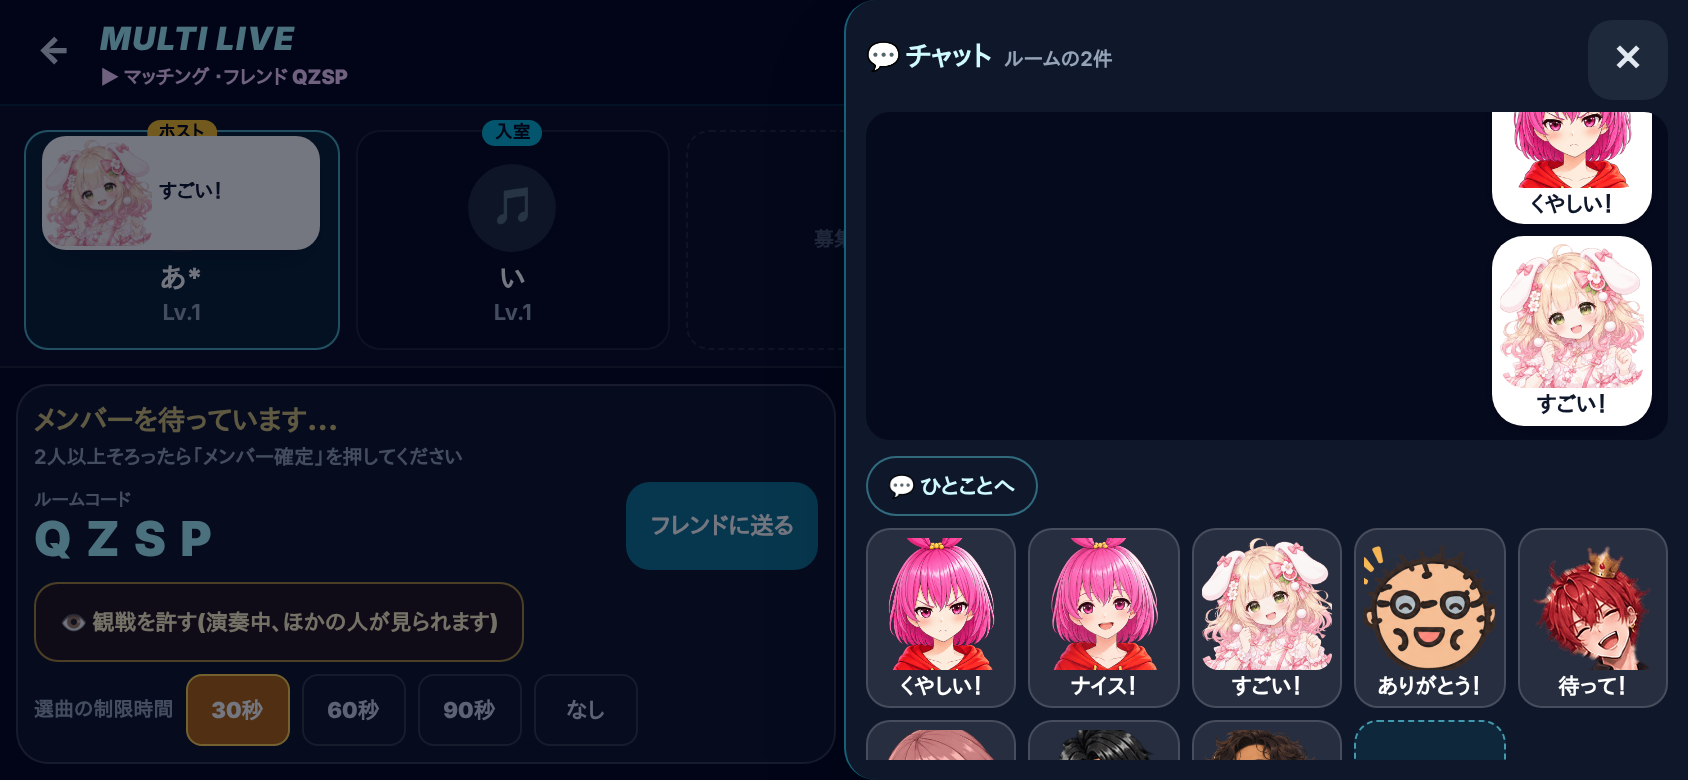 MULTI LIVE
▶ マッチング・フレンド QZSP
ホスト
すごい!
あ*
Lv.1
入室
い
Lv.1
メンバーを待っています...
2人以上そろったら「メンバー確定」を押してください
ルームコード
QZSP
フレンドに送る
観戦を許す(演奏中、ほかの人が見られます)
選曲の制限時間
30秒
60秒
90秒
なし
チャット
ルームの2件
✕
くやしい!
すごい!
ひとことへ
くやしい!
ナイス!
すごい!
ありがとう!
待って!